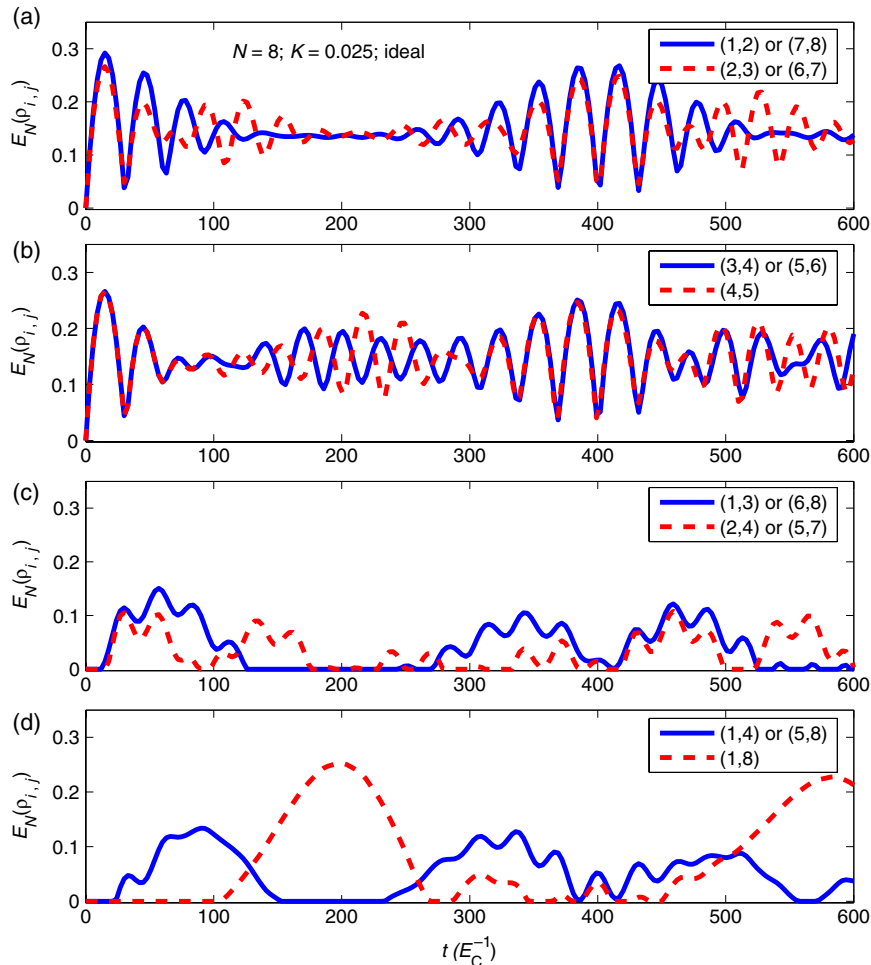 (a)
0.3
0.2
0.1
0
E_N(ρ_{i,j})
N = 8; K = 0.025; ideal
(1,2) or (7,8)
(2,3) or (6,7)
0 100 200 300 400 500 600
(b)
0.3
0.2
0.1
0
E_N(ρ_{i,j})
(3,4) or (5,6)
(4,5)
0 100 200 300 400 500 600
(c)
0.3
0.2
0.1
0
E_N(ρ_{i,j})
(1,3) or (6,8)
(2,4) or (5,7)
0 100 200 300 400 500 600
(d)
0.3
0.2
0.1
0
E_N(ρ_{i,j})
(1,4) or (5,8)
(1,8)
0 100 200 300 400 500 600
t (E_C^{-1})